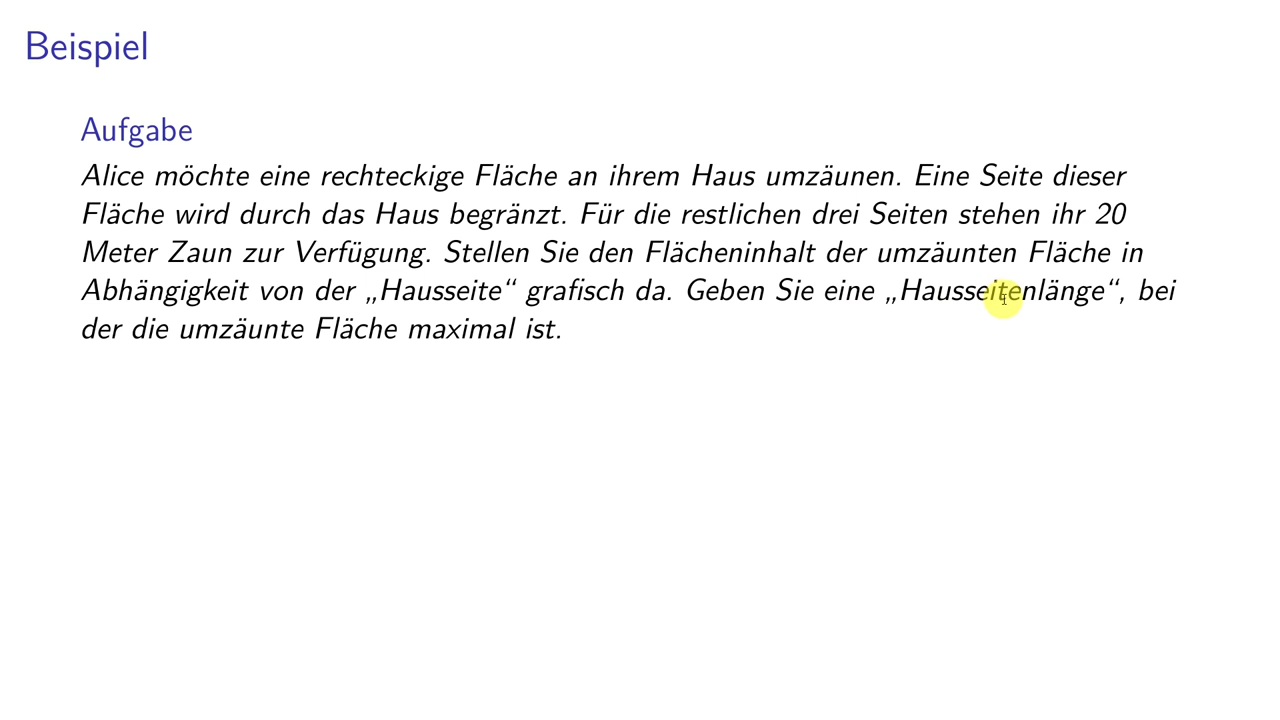 Beispiel
Aufgabe
Alice möchte eine rechteckige Fläche an ihrem Haus umzäunen. Eine Seite dieser
Fläche wird durch das Haus begränzt. Für die restlichen drei Seiten stehen ihr 20
Meter Zaun zur Verfügung. Stellen Sie den Flächeninhalt der umzäunten Fläche in
Abhängigkeit von der „Hausseite“ grafisch da. Geben Sie eine „Hausseitenlänge“, bei
der die umzäunte Fläche maximal ist.